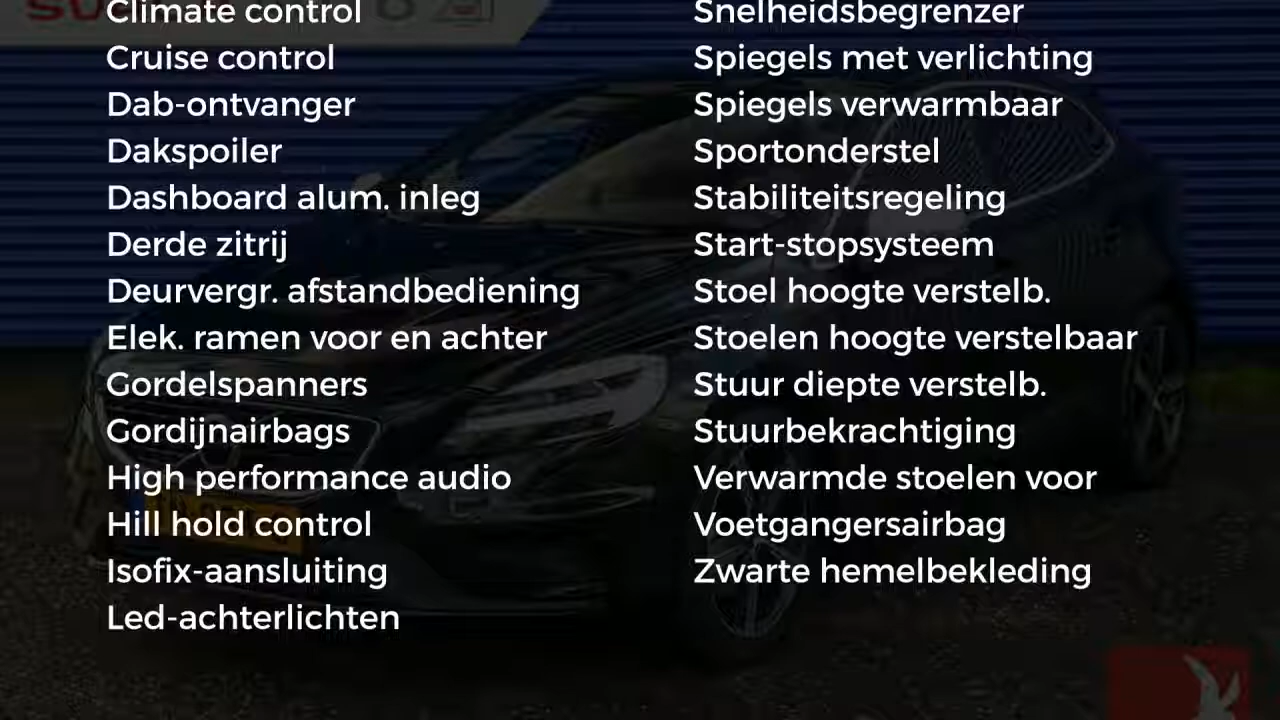 Climate control
Cruise control
Dab-ontvanger
Dakspoiler
Dashboard alum. inleg
Derde zitrij
Deurvergr. afstandbediening
Elek. ramen voor en achter
Gordelspanners
Gordijnairbags
High performance audio
Hill hold control
Isofix-aansluiting
Led-achterlichten
Snelheidsbegrenzer
Spiegels met verlichting
Spiegels verwarmbaar
Sportonderstel
Stabiliteitsregeling
Start-stopsysteem
Stoel hoogte verstelb.
Stoelen hoogte verstelbaar
Stuur diepte verstelb.
Stuurbekrachtiging
Verwarmde stoelen voor
Voetgangersairbag
Zwarte hemelbekleding